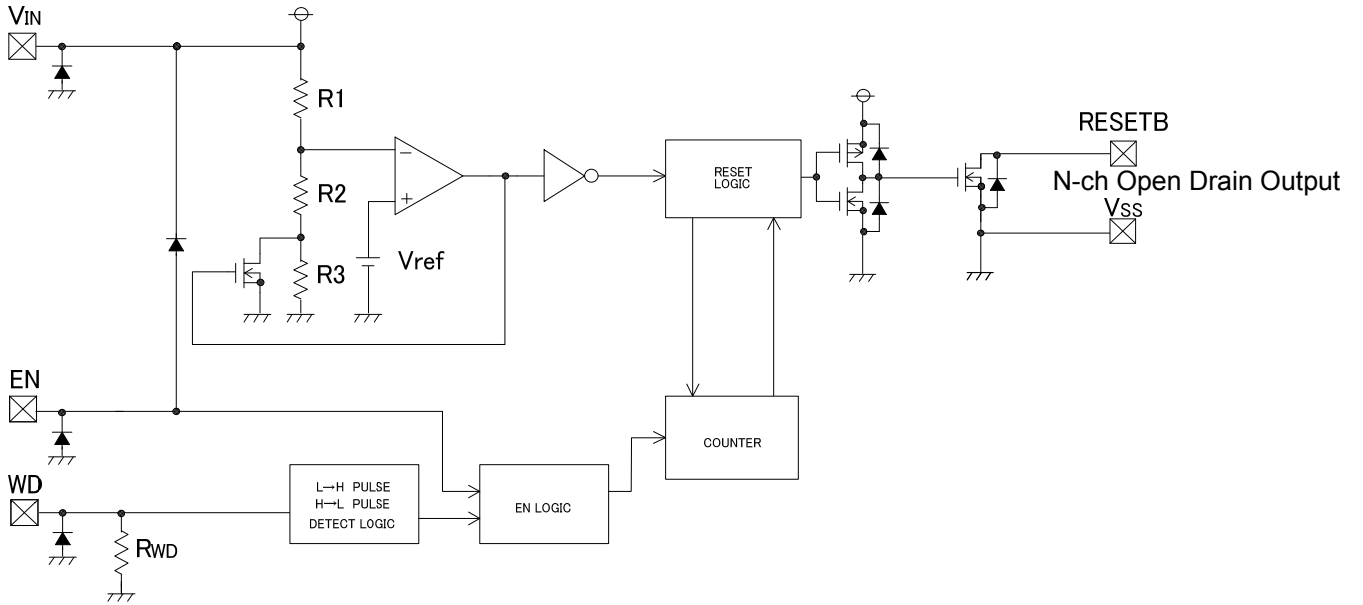 VIN
R1
R2
R3
Vref
RESET
LOGIC
RESETB
N-ch Open Drain Output
VSS
EN
COUNTER
WD
L→H PULSE
H→L PULSE
DETECT LOGIC
EN LOGIC
RWD